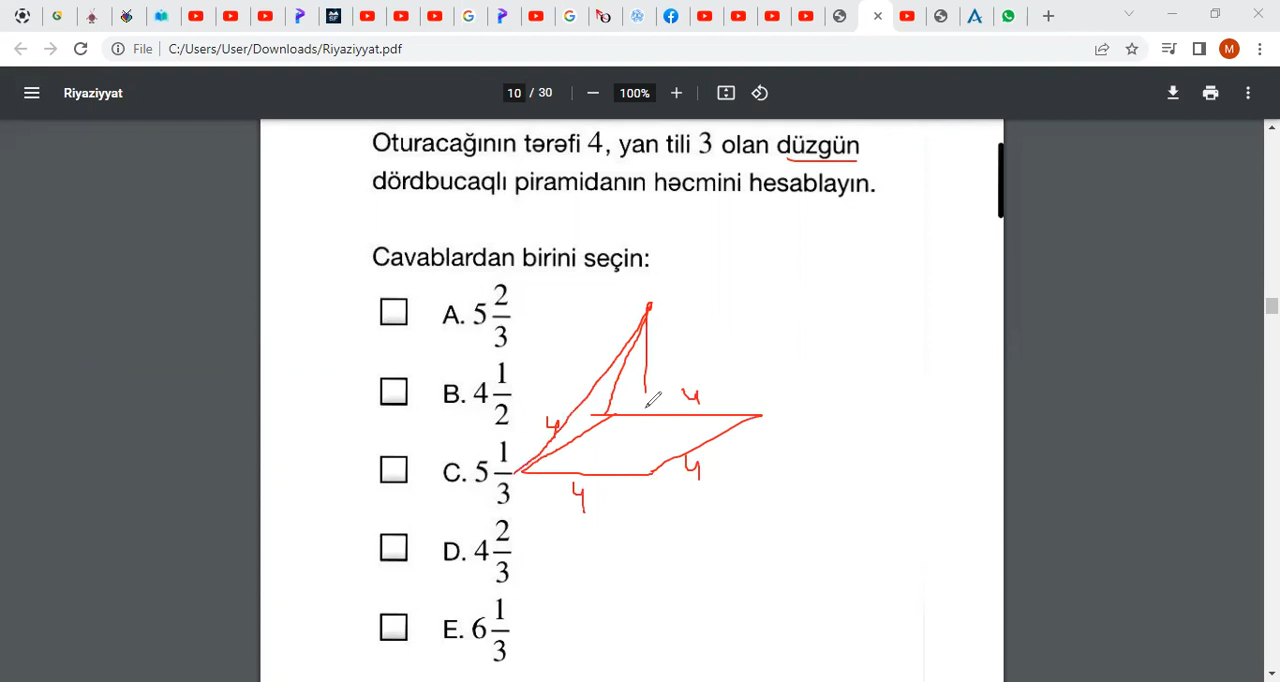 File C:/Users/User/Downloads/Riyaziyyat.pdf
M
Riyaziyyat
10 / 30
100%
Oturacağının tərəfi 4, yan tili 3 olan düzgün
dördbucaqlı piramidanın həcmini hesablayın.
Cavablardan birini seçin:
A. 5 2/3
B. 4 1/2
C. 5 1/3
D. 4 2/3
E. 6 1/3
4
4
4
4